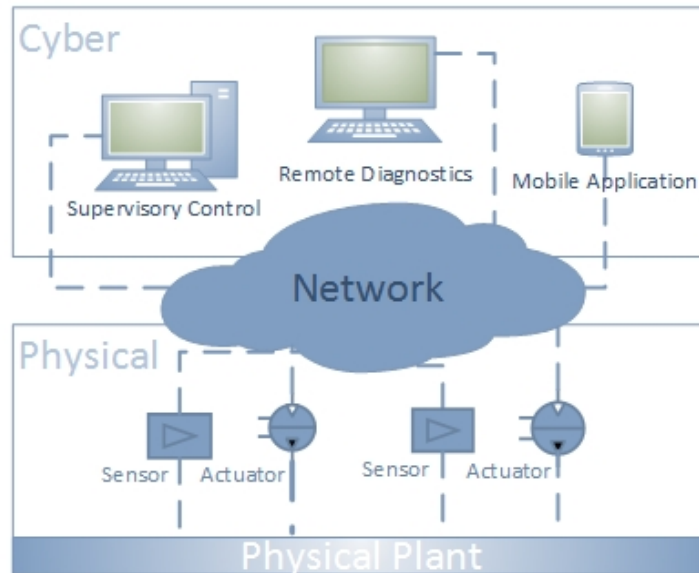 Cyber
Remote Diagnostics
Mobile Application
Supervisory Control
Network
Physical
Sensor
Actuator
Sensor
Actuator
Physical Plant